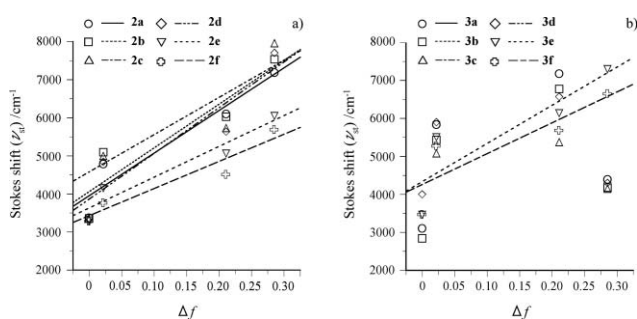 2a 2d a)
2b 2e
2c 2f
8000
7000
6000
5000
4000
3000
2000
Stokes shift (ν̃st) /cm⁻¹
0 0.05 0.10 0.15 0.20 0.25 0.30
Δf
3a 3d b)
3b 3e
3c 3f
8000
7000
6000
5000
4000
3000
2000
Stokes shift (ν̃st) /cm⁻¹
0 0.05 0.10 0.15 0.20 0.25 0.30
Δf